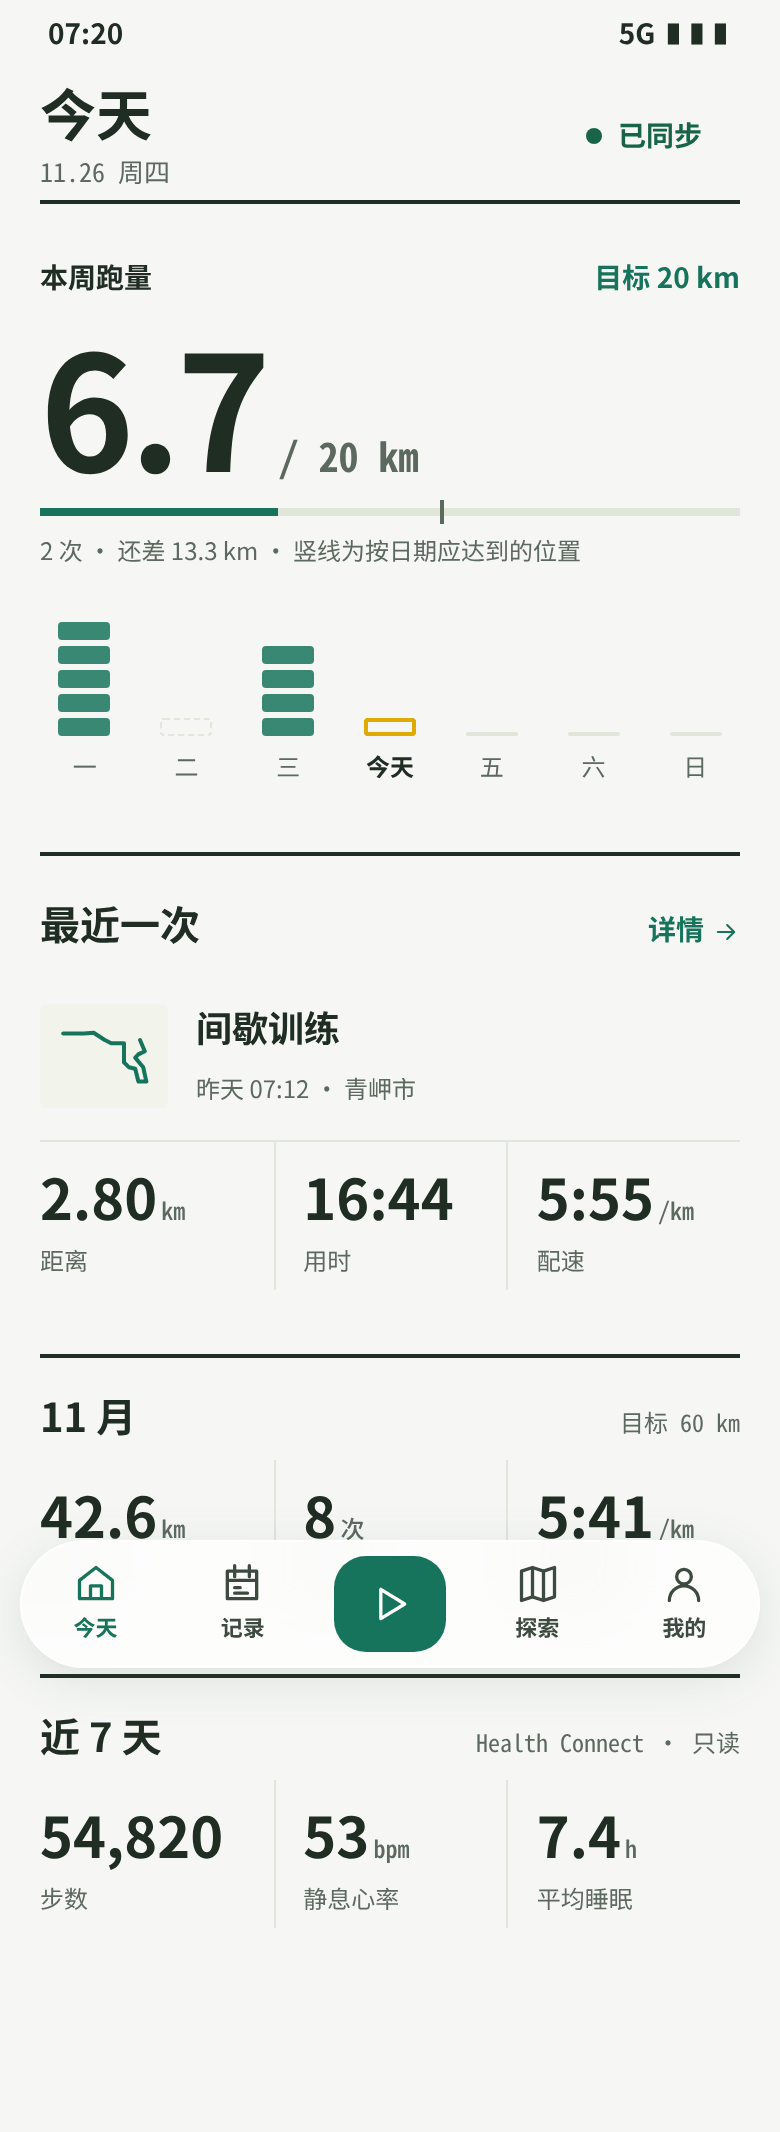 07:20 5G
今天
已同步
11.26 周四
本周跑量 目标 20 km
6.7 / 20 km
2 次 · 还差 13.3 km · 竖线为按日期应达到的位置
一 二 三 今天 五 六 日
最近一次 详情 →
间歇训练
昨天 07:12 · 青岬市
2.80 km 16:44 5:55 /km
距离 用时 配速
11 月 目标 60 km
42.6 km 8 次 5:41 /km
今天 记录 探索 我的
近 7 天 Health Connect · 只读
54,820 53 bpm 7.4 h
步数 静息心率 平均睡眠